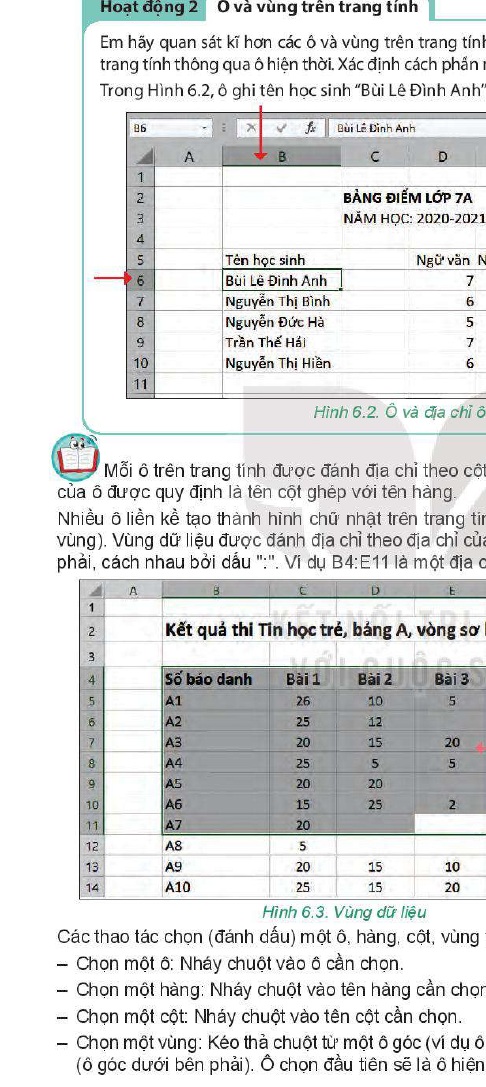 Hoạt động 2 Ô và vùng trên trang tính
Em hãy quan sát kĩ hơn các ô và vùng trên trang tính
trang tính thông qua ô hiện thời. Xác định cách phân
Trong Hình 6.2, ô ghi tên học sinh "Bùi Lê Đình Anh"
B6 fx Bùi Lê Đình Anh
A B C D
1
2 BẢNG ĐIỂM LỚP 7A
3 NĂM HỌC: 2020-2021
4
5 Tên học sinh Ngữ văn N
6 Bùi Lê Đình Anh 7
7 Nguyễn Thị Bình 6
8 Nguyễn Đức Hà 5
9 Trần Thế Hải 7
10 Nguyễn Thị Hiền 6
11
Hình 6.2. Ô và địa chỉ ô
Mỗi ô trên trang tính được đánh địa chỉ theo cột
của ô được quy định là tên cột ghép với tên hàng.
Nhiều ô liền kề tạo thành hình chữ nhật trên trang tín
vùng). Vùng dữ liệu được đánh địa chỉ theo địa chỉ của
phải, cách nhau bởi dấu ":". Ví dụ B4:E11 là một địa c
A B C D E
1
2 Kết quả thi Tin học trẻ, bảng A, vòng sơ
3
4 Số báo danh Bài 1 Bài 2 Bài 3
5 A1 26 10 5
6 A2 25 12
7 A3 20 15 20
8 A4 25 5 5
9 A5 20 20
10 A6 15 25 2
11 A7 20
12 A8 5
13 A9 20 15 10
14 A10 25 15 20
KẾT NỐI TRI
VỚI CUỘC S
Hình 6.3. Vùng dữ liệu
Các thao tác chọn (đánh dấu) một ô, hàng, cột, vùng
– Chọn một ô: Nháy chuột vào ô cần chọn.
– Chọn một hàng: Nháy chuột vào tên hàng cần chọn
– Chọn một cột: Nháy chuột vào tên cột cần chọn.
– Chọn một vùng: Kéo thả chuột từ một ô góc (ví dụ ô
(ô góc dưới bên phải). Ô chọn đầu tiên sẽ là ô hiện